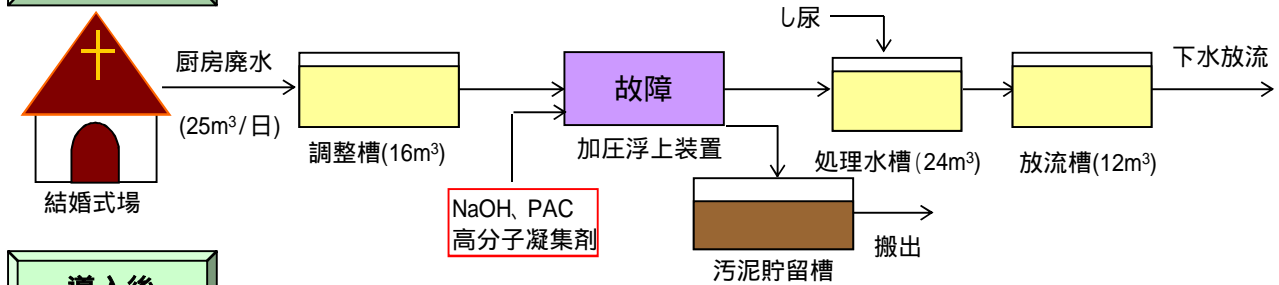 し尿
厨房廃水
(25m³/日)
故障
下水放流
調整槽(16m³)
加圧浮上装置
処理水槽(24m³)
放流槽(12m³)
結婚式場
NaOH、PAC
高分子凝集剤
搬出
汚泥貯留槽
導入後